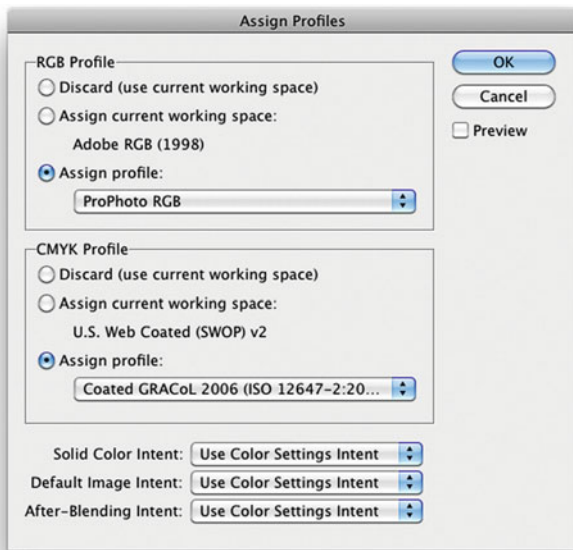 Assign Profiles
RGB Profile
Discard (use current working space)
Assign current working space:
Adobe RGB (1998)
Assign profile:
ProPhoto RGB
OK
Cancel
Preview
CMYK Profile
Discard (use current working space)
Assign current working space:
U.S. Web Coated (SWOP) v2
Assign profile:
Coated GRACoL 2006 (ISO 12647-2:20...
Solid Color Intent: Use Color Settings Intent
Default Image Intent: Use Color Settings Intent
After-Blending Intent: Use Color Settings Intent